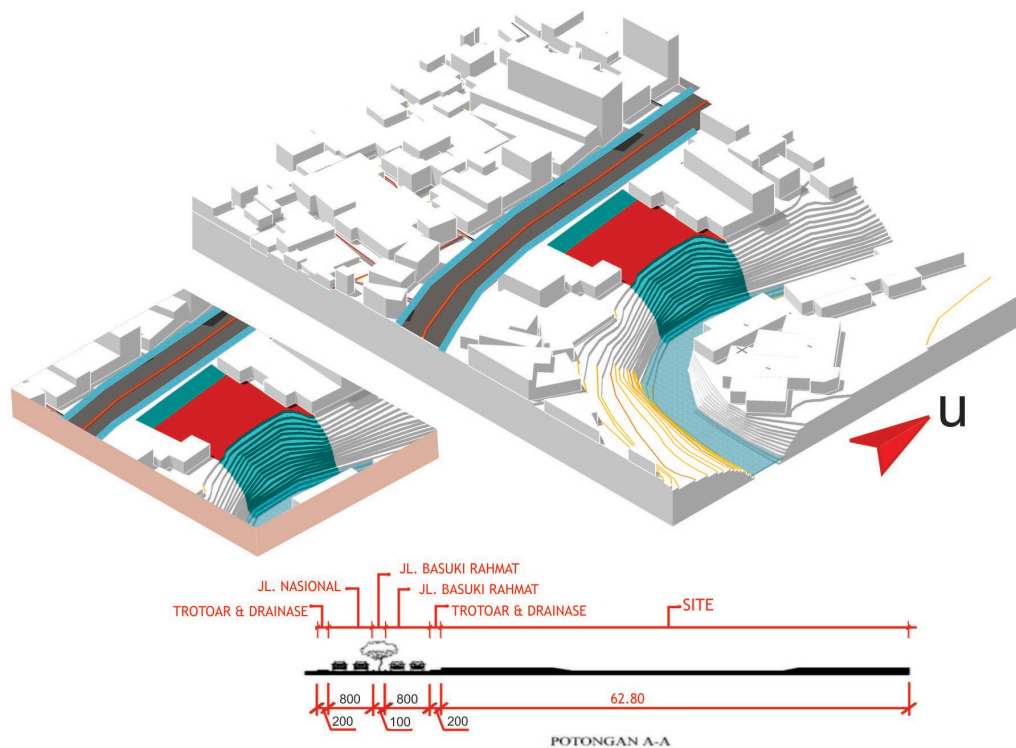 U
JL. BASUKI RAHMAT
JL. NASIONAL
JL. BASUKI RAHMAT
TROTOAR & DRAINASE
TROTOAR & DRAINASE
SITE
800
800
62.80
200
100
200
POTONGAN A-A